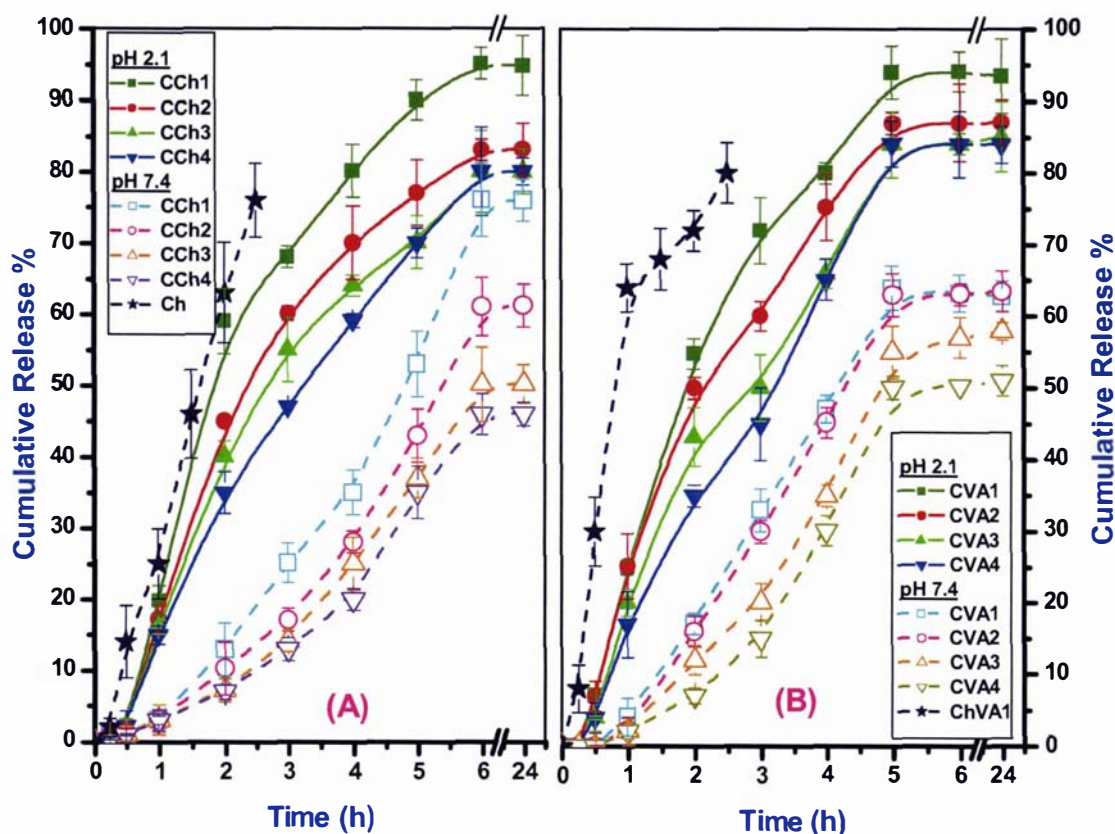 100
90
80
70
60
50
40
30
20
10
0
Cumulative Release %
pH 2.1
CCh1
CCh2
CCh3
CCh4
pH 7.4
CCh1
CCh2
CCh3
CCh4
Ch
(A)
0 1 2 3 4 5 6 24
Time (h)
(B)
pH 2.1
CVA1
CVA2
CVA3
CVA4
pH 7.4
CVA1
CVA2
CVA3
CVA4
ChVA1
0 1 2 3 4 5 6 24
Time (h)
100
90
80
70
60
50
40
30
20
10
0
Cumulative Release %